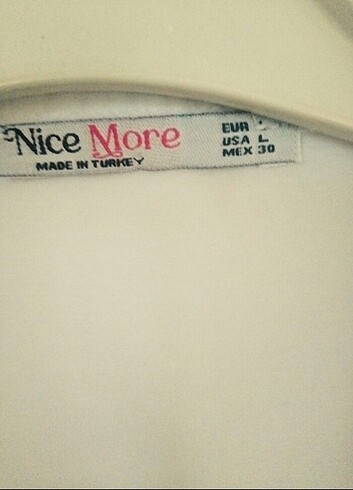 Nice More
MADE IN TURKEY
EUR
USA L
MEX 30